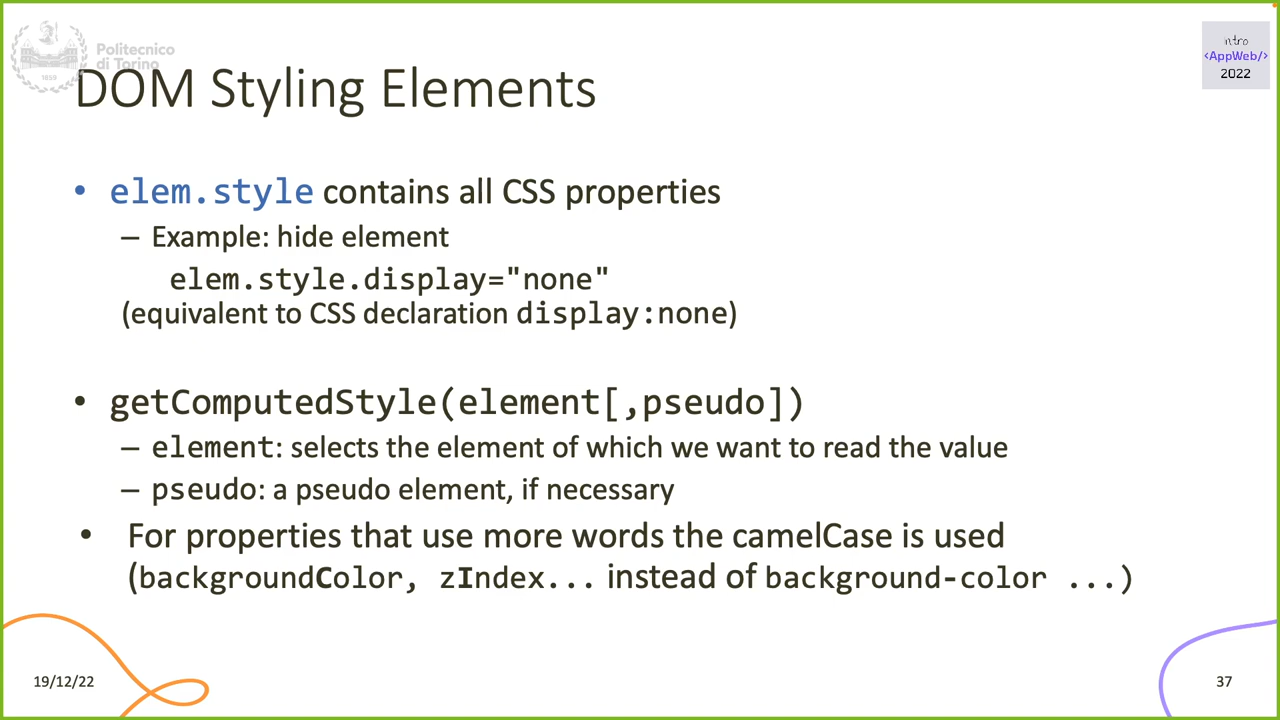 Politecnico
di Torino
1859
intro
<AppWeb/>
2022
DOM Styling Elements
• elem.style contains all CSS properties
– Example: hide element
elem.style.display="none"
(equivalent to CSS declaration display:none)
• getComputedStyle(element[,pseudo])
– element: selects the element of which we want to read the value
– pseudo: a pseudo element, if necessary
• For properties that use more words the camelCase is used
(backgroundColor, zIndex... instead of background-color ...)
19/12/22
37